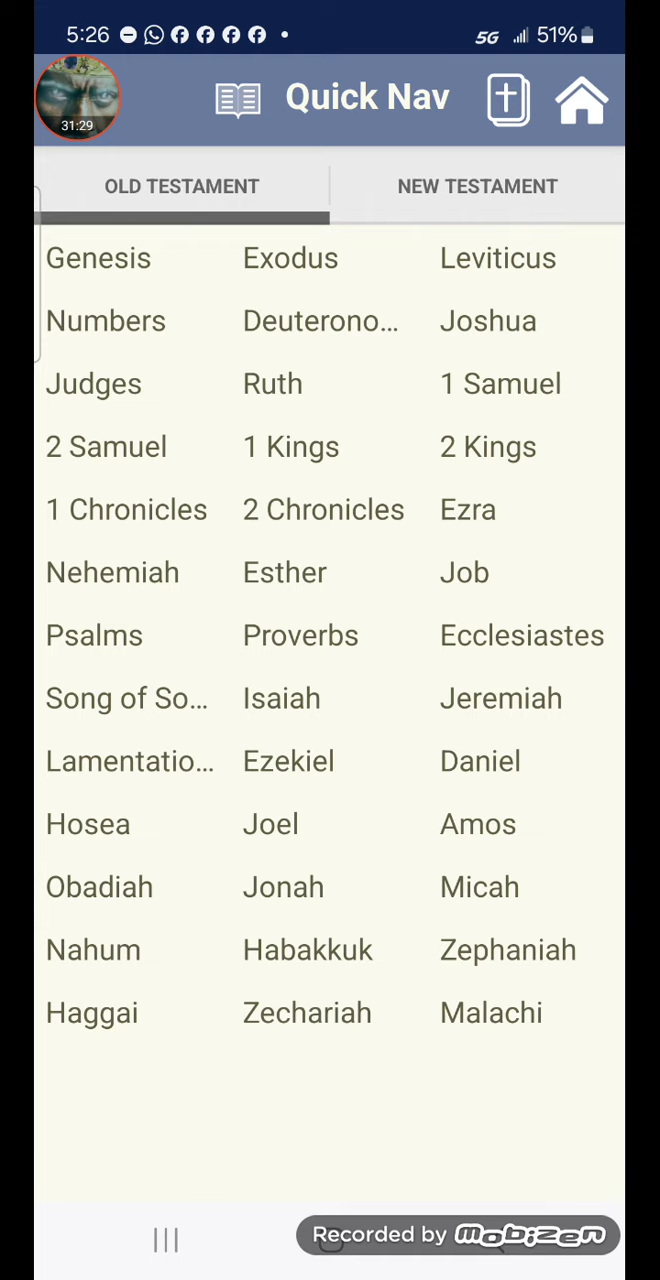 5:26 5G 51%
31:29 Quick Nav
OLD TESTAMENT NEW TESTAMENT
Genesis Exodus Leviticus
Numbers Deuterono... Joshua
Judges Ruth 1 Samuel
2 Samuel 1 Kings 2 Kings
1 Chronicles 2 Chronicles Ezra
Nehemiah Esther Job
Psalms Proverbs Ecclesiastes
Song of So... Isaiah Jeremiah
Lamentatio... Ezekiel Daniel
Hosea Joel Amos
Obadiah Jonah Micah
Nahum Habakkuk Zephaniah
Haggai Zechariah Malachi
Recorded by mobizen